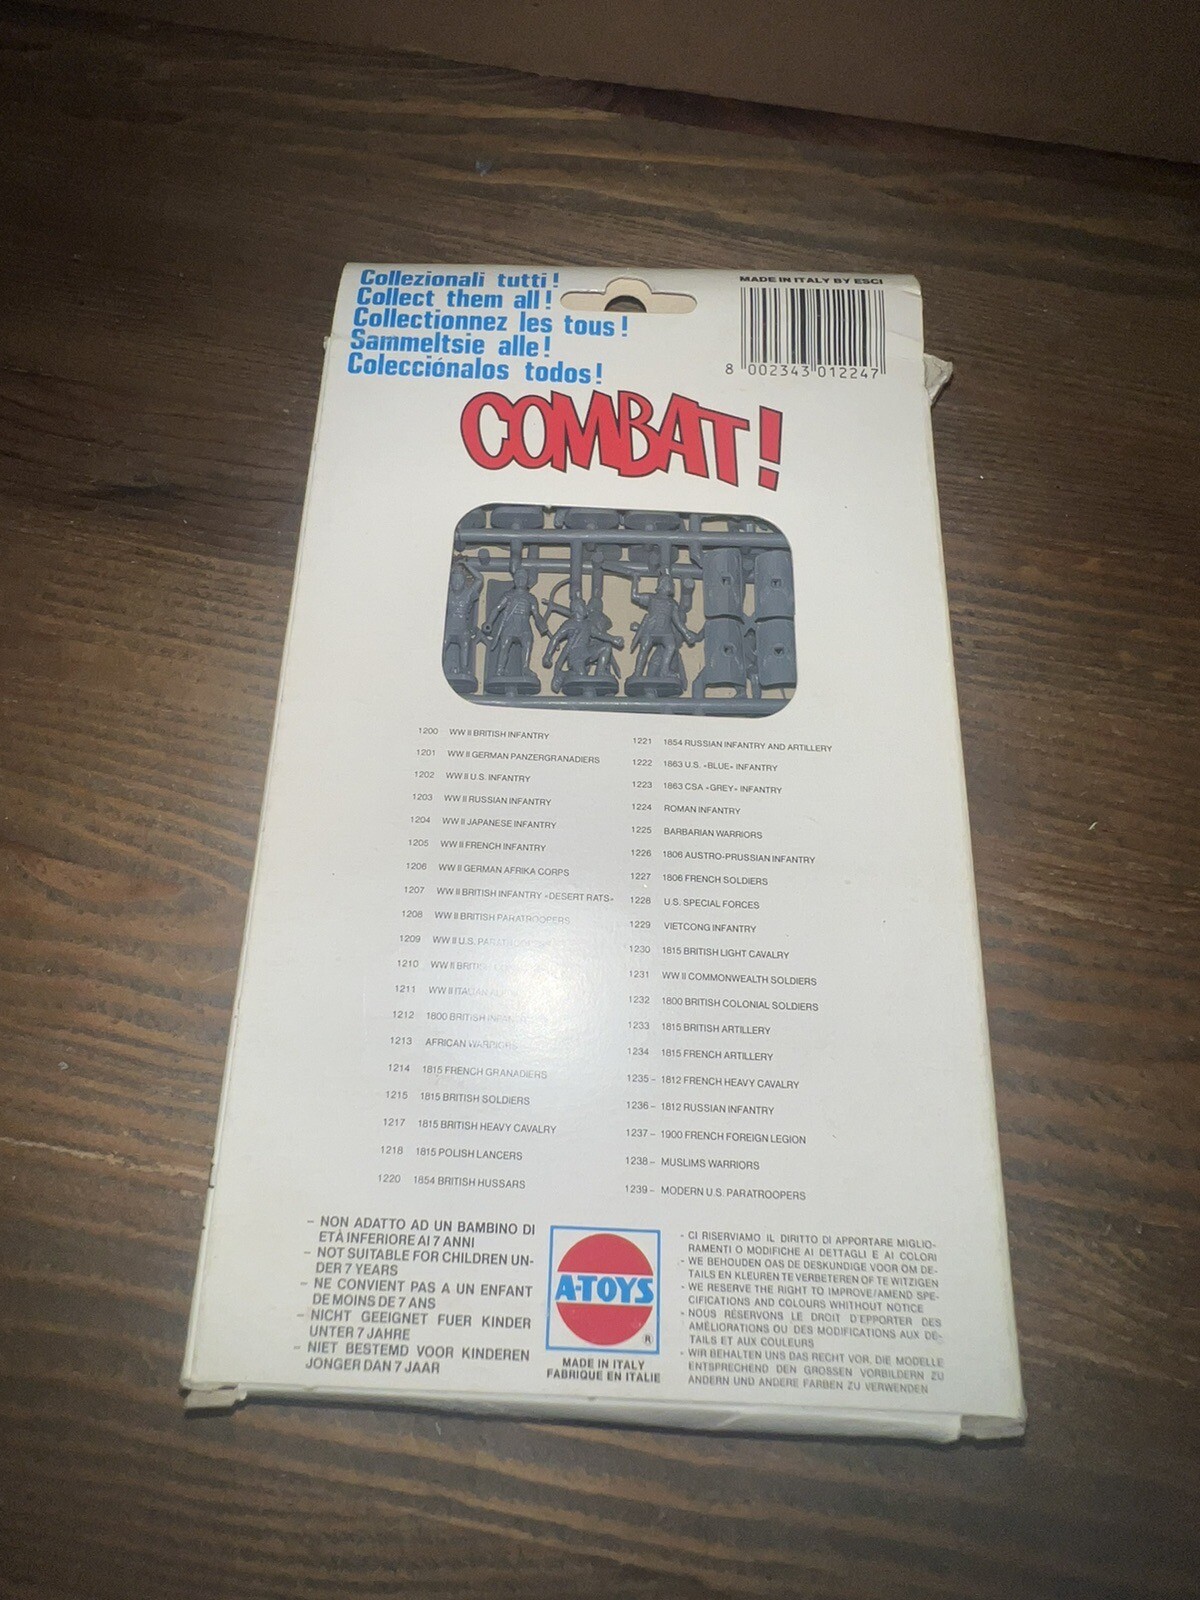 Collezionali tutti!
Collect them all!
Collectionnez les tous!
Sammeltsie alle!
Colecciónalos todos!
MADE IN ITALY BY ESCI
8 002343 012247
COMBAT!
1200 WW II BRITISH INFANTRY
1201 WW II GERMAN PANZERGRANADIERS
1202 WW II U.S. INFANTRY
1203 WW II RUSSIAN INFANTRY
1204 WW II JAPANESE INFANTRY
1205 WW II FRENCH INFANTRY
1206 WW II GERMAN AFRIKA CORPS
1207 WW II BRITISH INFANTRY «DESERT RATS»
1208 WW II BRITISH PARATROOPERS
1209 WW II U.S.
1210 WW II
1211 WW II
1212 1800 BRITISH
1213 AFRICAN WARRIORS
1214 1815 FRENCH GRANADIERS
1215 1815 BRITISH SOLDIERS
1217 1815 BRITISH HEAVY CAVALRY
1218 1815 POLISH LANCERS
1220 1854 BRITISH HUSSARS
1221 1854 RUSSIAN INFANTRY AND ARTILLERY
1222 1863 U.S. «BLUE» INFANTRY
1223 1863 CSA «GREY» INFANTRY
1224 ROMAN INFANTRY
1225 BARBARIAN WARRIORS
1226 1806 AUSTRO-PRUSSIAN INFANTRY
1227 1806 FRENCH SOLDIERS
1228 U.S. SPECIAL FORCES
1229 VIETCONG INFANTRY
1230 1815 BRITISH LIGHT CAVALRY
1231 WW II COMMONWEALTH SOLDIERS
1232 1800 BRITISH COLONIAL SOLDIERS
1233 1815 BRITISH ARTILLERY
1234 1815 FRENCH ARTILLERY
1235 - 1812 FRENCH HEAVY CAVALRY
1236 - 1812 RUSSIAN INFANTRY
1237 - 1900 FRENCH FOREIGN LEGION
1238 - MUSLIMS WARRIORS
1239 - MODERN U.S. PARATROOPERS
- NON ADATTO AD UN BAMBINO DI
ETÀ INFERIORE AI 7 ANNI
- NOT SUITABLE FOR CHILDREN UN-
DER 7 YEARS
- NE CONVIENT PAS A UN ENFANT
DE MOINS DE 7 ANS
- NICHT GEEIGNET FUER KINDER
UNTER 7 JAHRE
- NIET BESTEMD VOOR KINDEREN
JONGER DAN 7 JAAR
A-TOYS
®
MADE IN ITALY
FABRIQUE EN ITALIE
- CI RISERVIAMO IL DIRITTO DI APPORTARE MIGLIO-
RAMENTI O MODIFICHE AI DETTAGLI E AI COLORI
- WE BEHOUDEN OAS DE DESKUNDIGE VOOR OM DE-
TAILS EN KLEUREN TE VERBETEREN OF TE WITZIGEN
- WE RESERVE THE RIGHT TO IMPROVE/AMEND SPE-
CIFICATIONS AND COLOURS WHITHOUT NOTICE
- NOUS RÉSERVONS LE DROIT D'EPPORTER DES
AMÉLIORATIONS OU DES MODIFICATIONS AUX DE-
TAILS ET AUX COULEURS
- WIR BEHALTEN UNS DAS RECHT VOR, DIE MODELLE
ENTSPRECHEND DEN GROSSEN VORBILDERN ZU
ANDERN UND ANDERE FARBEN ZU VERWENDEN